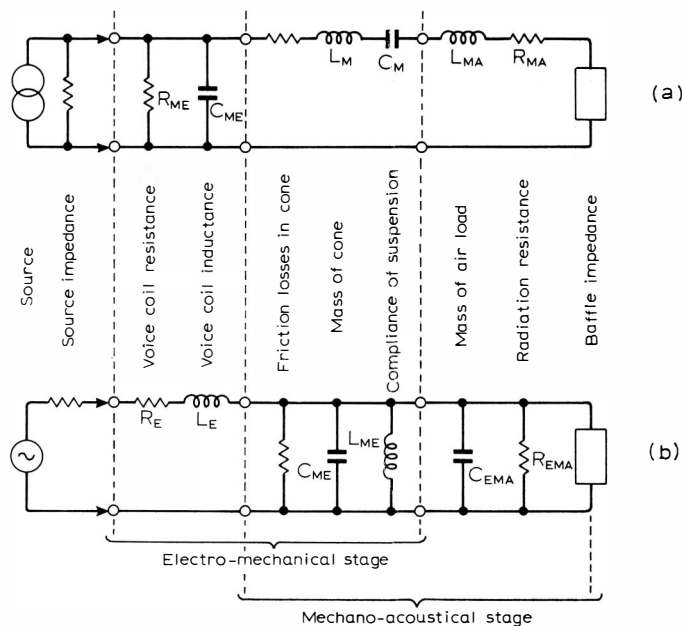 L_M
C_M
L_MA
R_MA
R_ME
C_ME
(a)
Source
Source impedance
Voice coil resistance
Voice coil inductance
Friction losses in cone
Mass of cone
Compliance of suspension
Mass of air load
Radiation resistance
Baffle impedance
R_E
L_E
C_ME
L_ME
C_EMA
R_EMA
(b)
Electro-mechanical stage
Mechano-acoustical stage